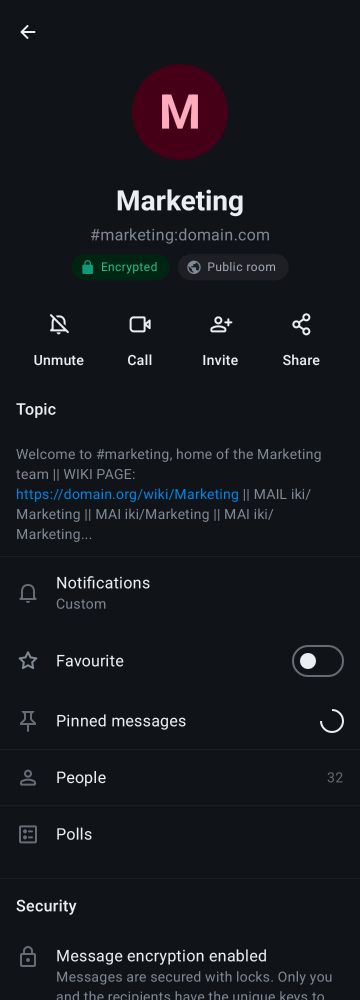 M
Marketing
#marketing:domain.com
Encrypted
Public room
Unmute
Call
Invite
Share
Topic
Welcome to #marketing, home of the Marketing
team || WIKI PAGE:
https://domain.org/wiki/Marketing || MAIL iki/
Marketing || MAI iki/Marketing || MAI iki/
Marketing...
Notifications
Custom
Favourite
Pinned messages
People
32
Polls
Security
Message encryption enabled
Messages are secured with locks. Only you
and the recipients have the unique keys to